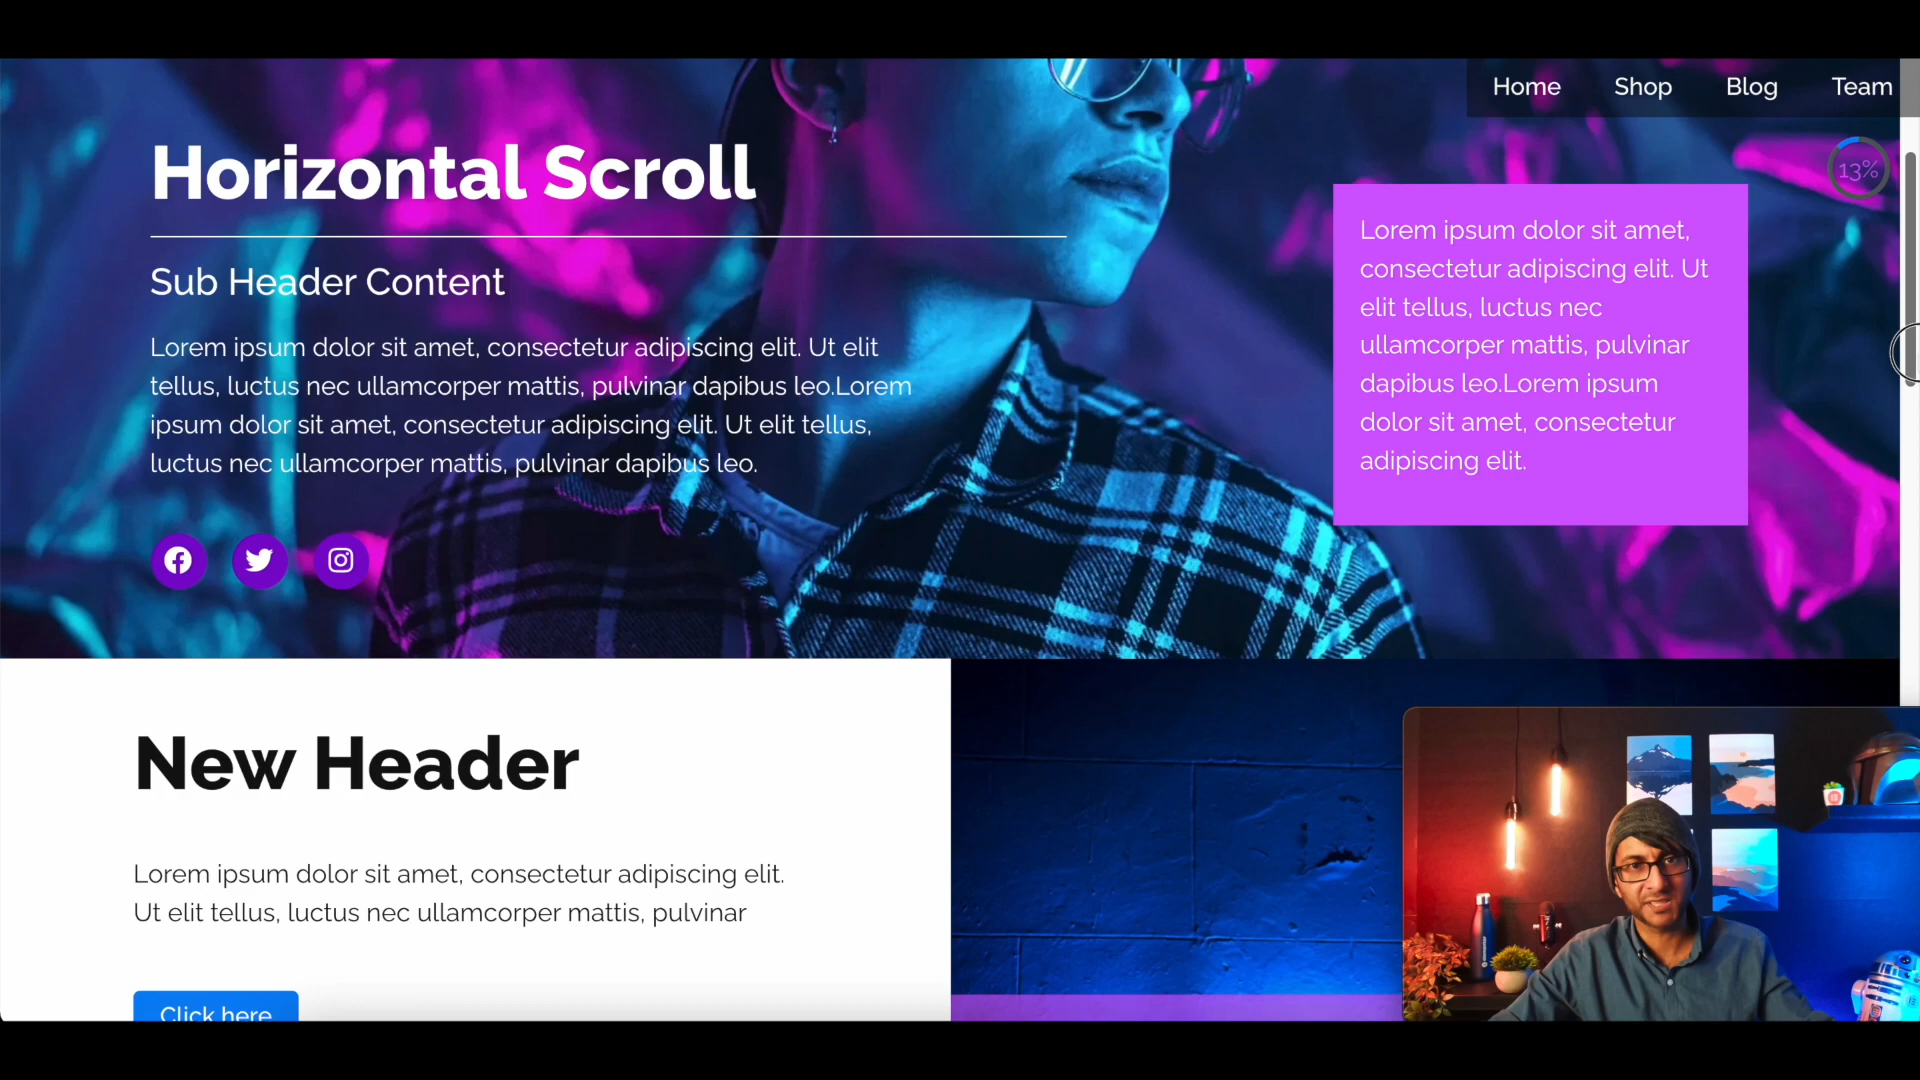 Home Shop Blog Team
13%
Horizontal Scroll
Sub Header Content
Lorem ipsum dolor sit amet, consectetur adipiscing elit. Ut elit
tellus, luctus nec ullamcorper mattis, pulvinar dapibus leo.Lorem
ipsum dolor sit amet, consectetur adipiscing elit. Ut elit tellus,
luctus nec ullamcorper mattis, pulvinar dapibus leo.
Lorem ipsum dolor sit amet,
consectetur adipiscing elit. Ut
elit tellus, luctus nec
ullamcorper mattis, pulvinar
dapibus leo.Lorem ipsum
dolor sit amet, consectetur
adipiscing elit.
New Header
Lorem ipsum dolor sit amet, consectetur adipiscing elit.
Ut elit tellus, luctus nec ullamcorper mattis, pulvinar
Click here